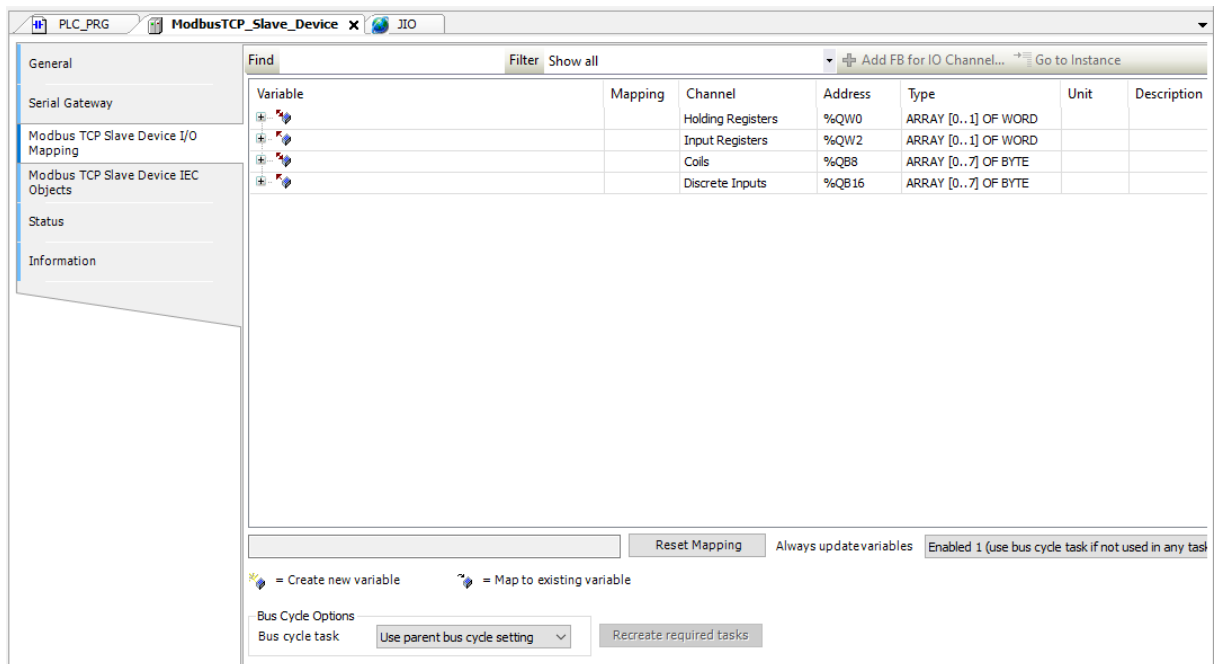 PLC_PRG ModbusTCP_Slave_Device X JIO
General
Serial Gateway
Modbus TCP Slave Device I/O
Mapping
Modbus TCP Slave Device IEC
Objects
Status
Information
Find Filter Show all Add FB for IO Channel... Go to Instance
Variable Mapping Channel Address Type Unit Description
Holding Registers %QW0 ARRAY [0..1] OF WORD
Input Registers %QW2 ARRAY [0..1] OF WORD
Coils %QB8 ARRAY [0..7] OF BYTE
Discrete Inputs %QB16 ARRAY [0..7] OF BYTE
Reset Mapping Always update variables Enabled 1 (use bus cycle task if not used in any task
= Create new variable = Map to existing variable
Bus Cycle Options
Bus cycle task Use parent bus cycle setting Recreate required tasks